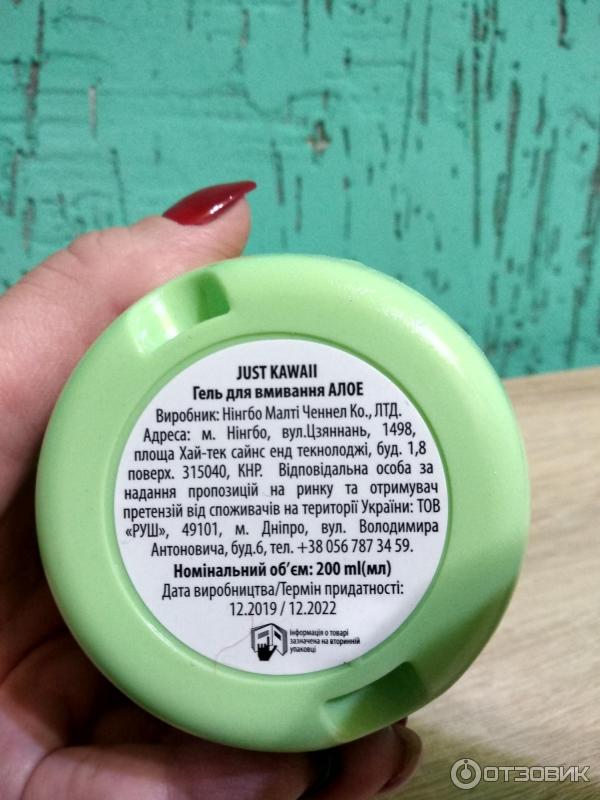 JUST KAWAII
Гель для вмивання АЛОЕ
Виробник: Нінгбо Малті Ченнел Ко., ЛТД.
Адреса: м. Нінгбо, вул.Цзяннань, 1498,
площа Хай-тек сайнс енд текнолоджі, буд. 1,8
поверх. 315040, КНР. Відповідальна особа за
надання пропозицій на ринку та отримувач
претензій від споживачів на території України: ТОВ
«РУШ», 49101, м. Дніпро, вул. Володимира
Антоновича, буд.6, тел. +38 056 787 34 59.
Номінальний об’єм: 200 ml(мл)
Дата виробництва/Термін придатності:
12.2019 / 12.2022
Інформація о товарі
зазначена на вторинній
упаковці
ОТЗОВИК